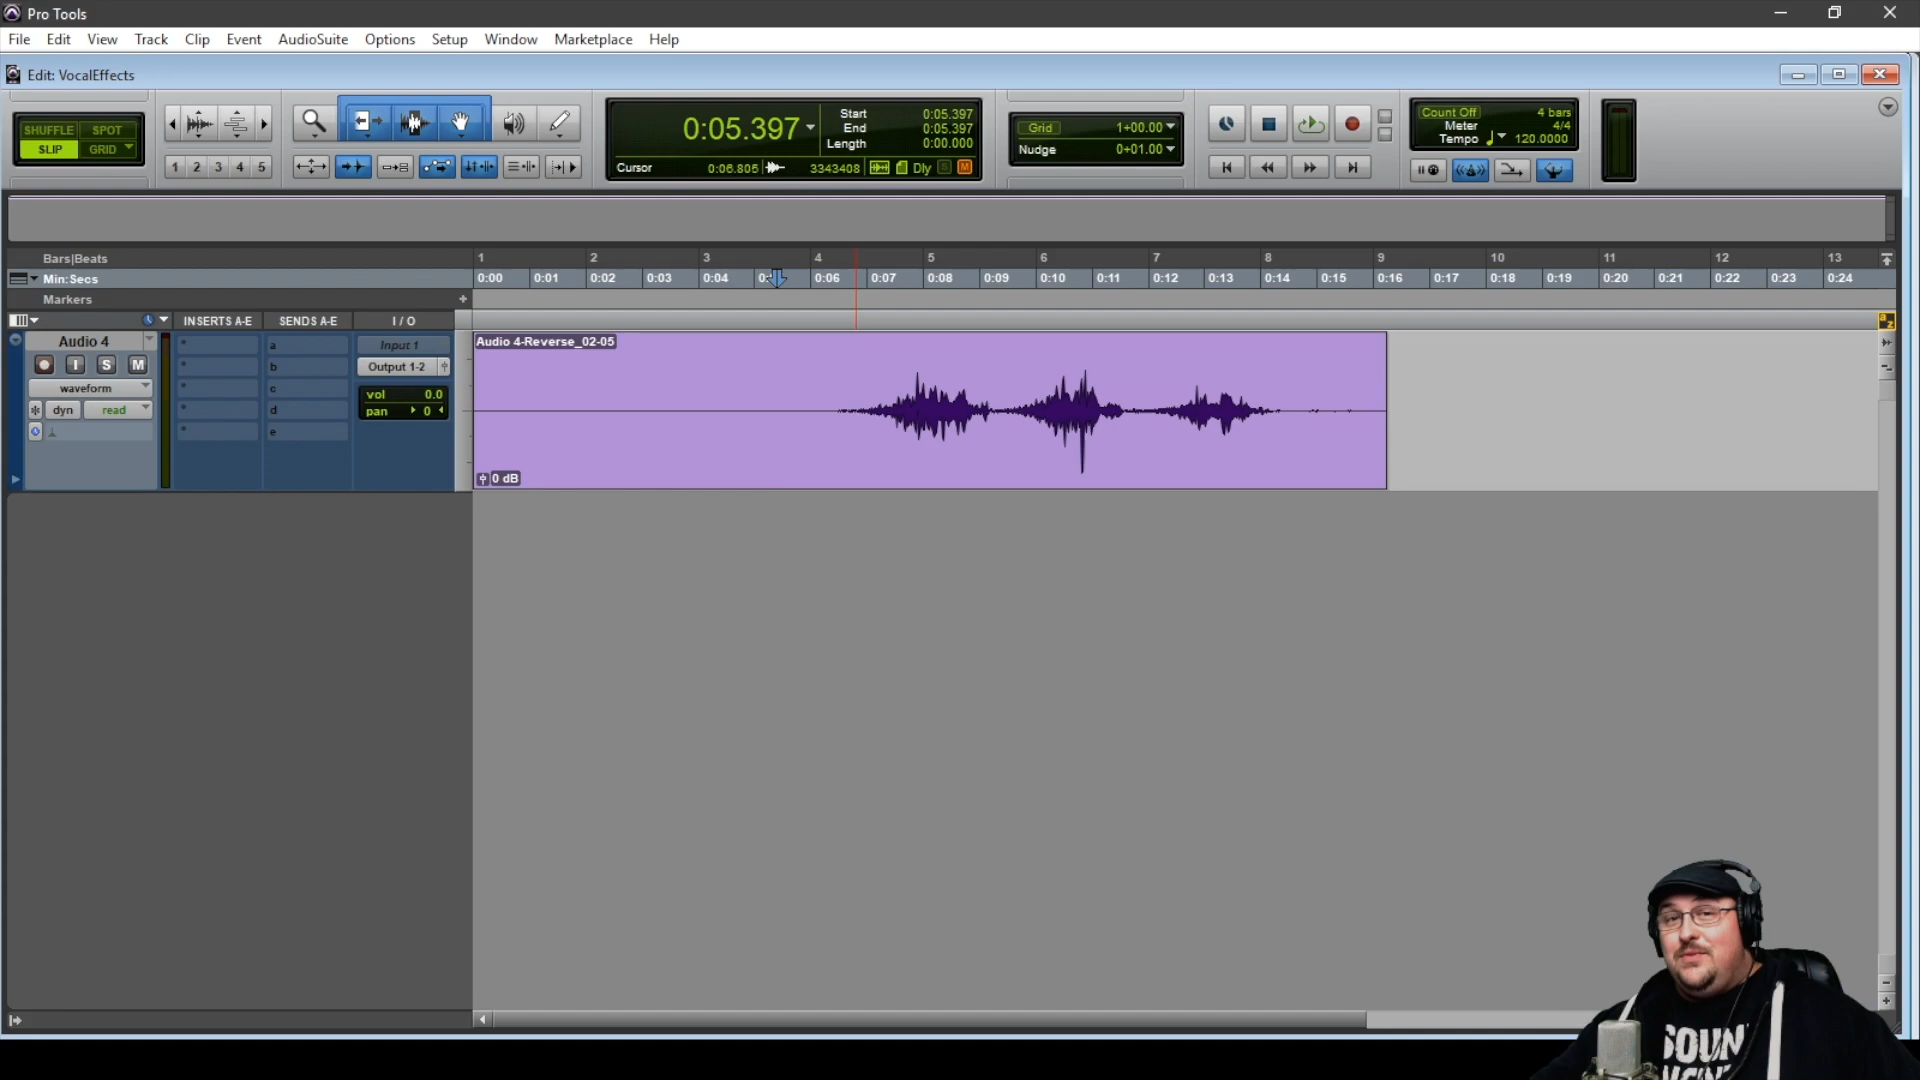 Pro Tools
File Edit View Track Clip Event AudioSuite Options Setup Window Marketplace Help
Edit: VocalEffects
SHUFFLE SPOT
SLIP GRID
1 2 3 4 5
0:05.397
Start 0:05.397
End 0:05.397
Length 0:00.000
Cursor 0:06.805 3343408 Dly S M
Grid 1+00.00
Nudge 0+01.00
Count Off 4 bars
Meter 4/4
Tempo 120.0000
Bars|Beats 1 2 3 4 5 6 7 8 9 10 11 12 13
Min:Secs 0:00 0:01 0:02 0:03 0:04 0:06 0:07 0:08 0:09 0:10 0:11 0:12 0:13 0:14 0:15 0:16 0:17 0:18 0:19 0:20 0:21 0:22 0:23 0:24
Markers
INSERTS A-E SENDS A-E I / O
a z
Audio 4
I S M
waveform
dyn read
a
b
c
d
e
Input 1
Output 1-2
vol 0.0
pan 0
Audio 4-Reverse_02-05
0 dB